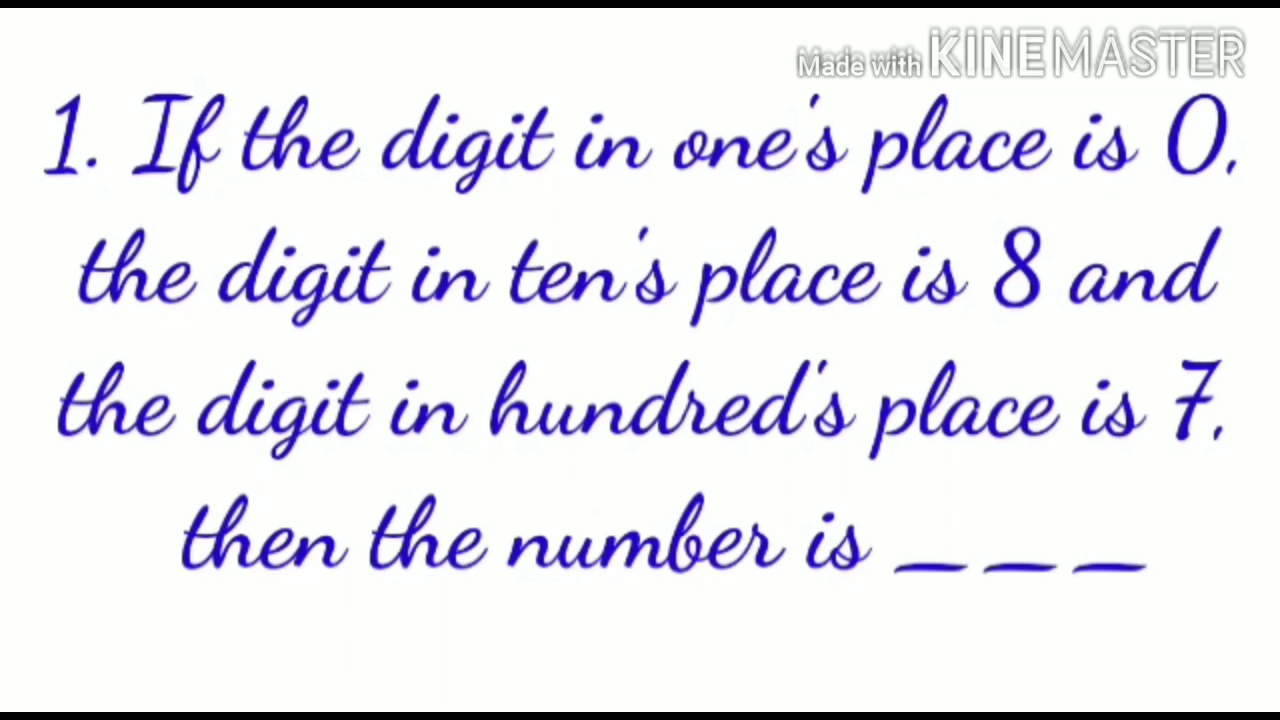 Made with KINEMASTER
1. If the digit in one's place is 0,
the digit in ten's place is 8 and
the digit in hundred's place is 7,
then the number is _ _ _